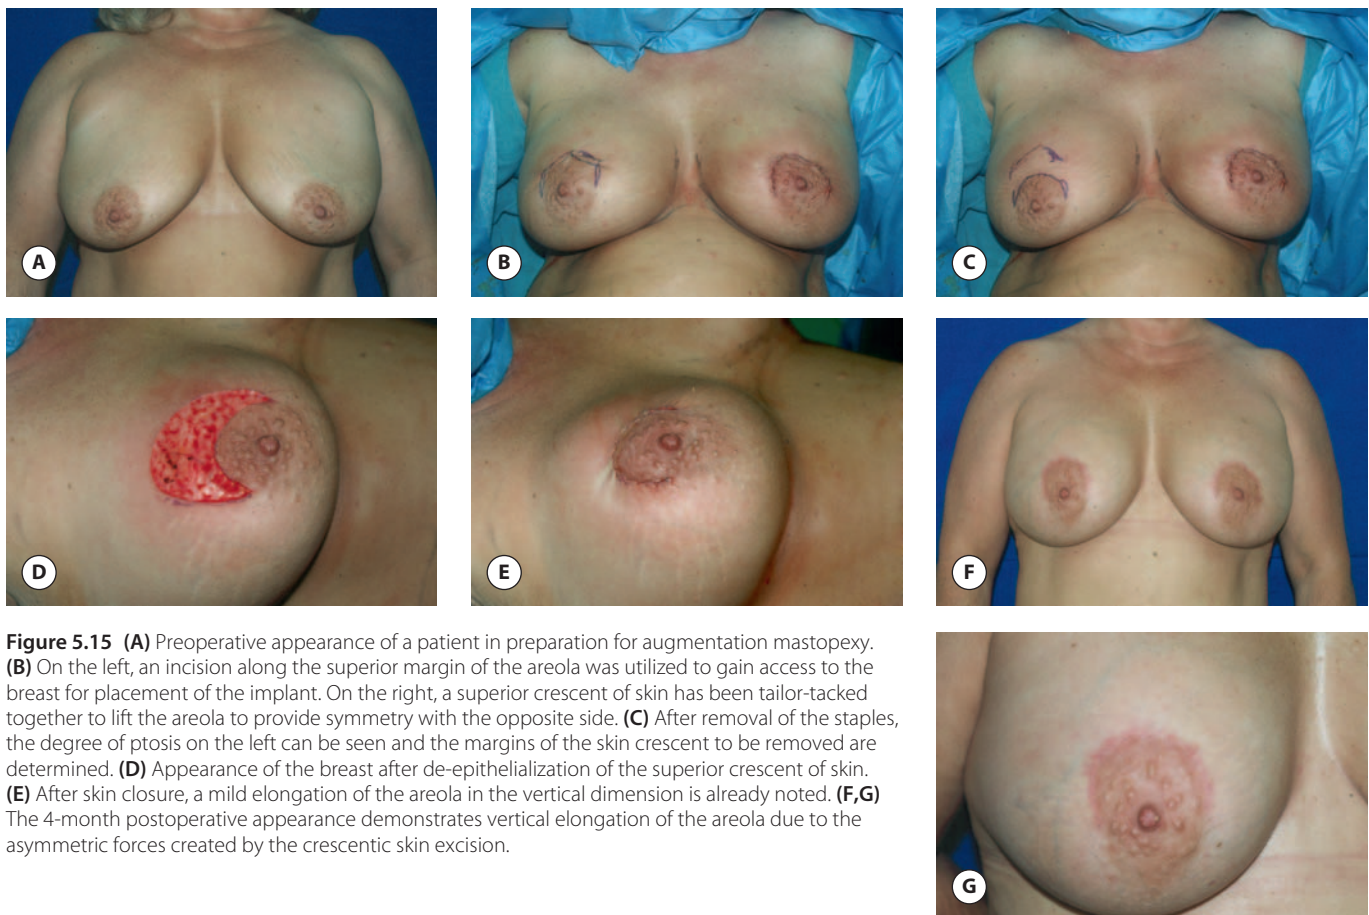 A
B
C
D
E
F
Figure 5.15 (A) Preoperative appearance of a patient in preparation for augmentation mastopexy.
(B) On the left, an incision along the superior margin of the areola was utilized to gain access to the
breast for placement of the implant. On the right, a superior crescent of skin has been tailor-tacked
together to lift the areola to provide symmetry with the opposite side. (C) After removal of the staples,
the degree of ptosis on the left can be seen and the margins of the skin crescent to be removed are
determined. (D) Appearance of the breast after de-epithelialization of the superior crescent of skin.
(E) After skin closure, a mild elongation of the areola in the vertical dimension is already noted. (F,G)
The 4-month postoperative appearance demonstrates vertical elongation of the areola due to the
asymmetric forces created by the crescentic skin excision.
G